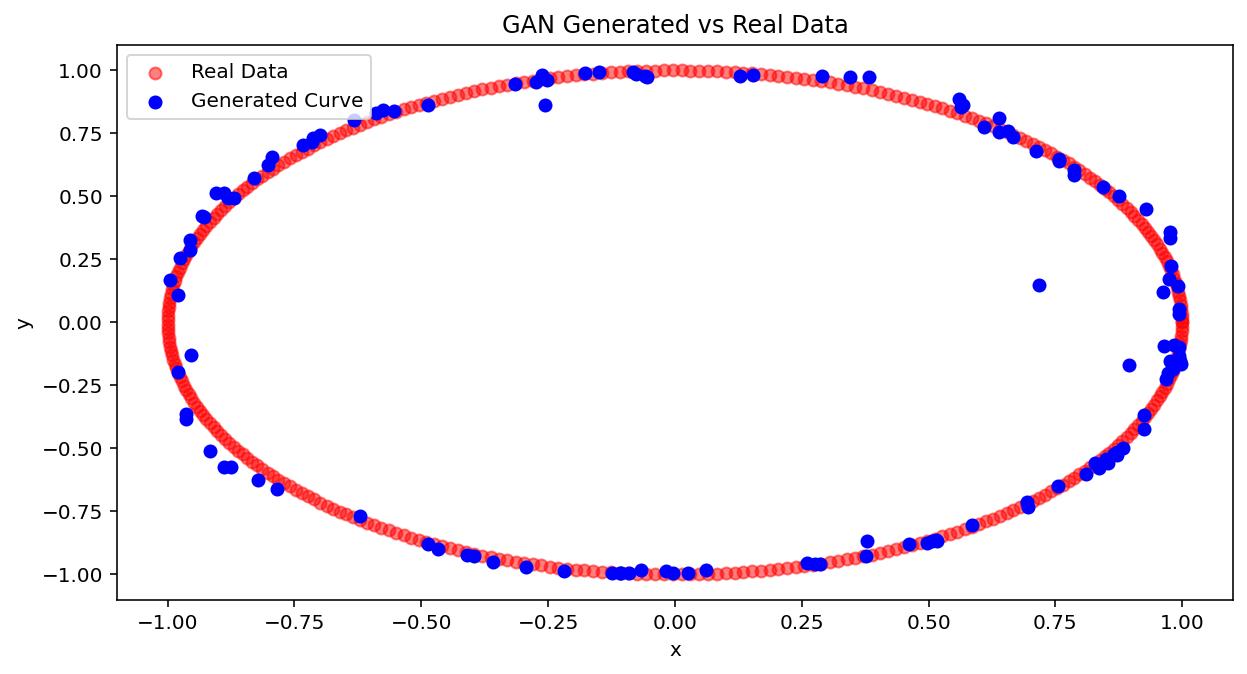 GAN Generated vs Real Data
Real Data
Generated Curve
1.00
0.75
0.50
0.25
0.00
−0.25
−0.50
−0.75
−1.00
y
−1.00 −0.75 −0.50 −0.25 0.00 0.25 0.50 0.75 1.00
x